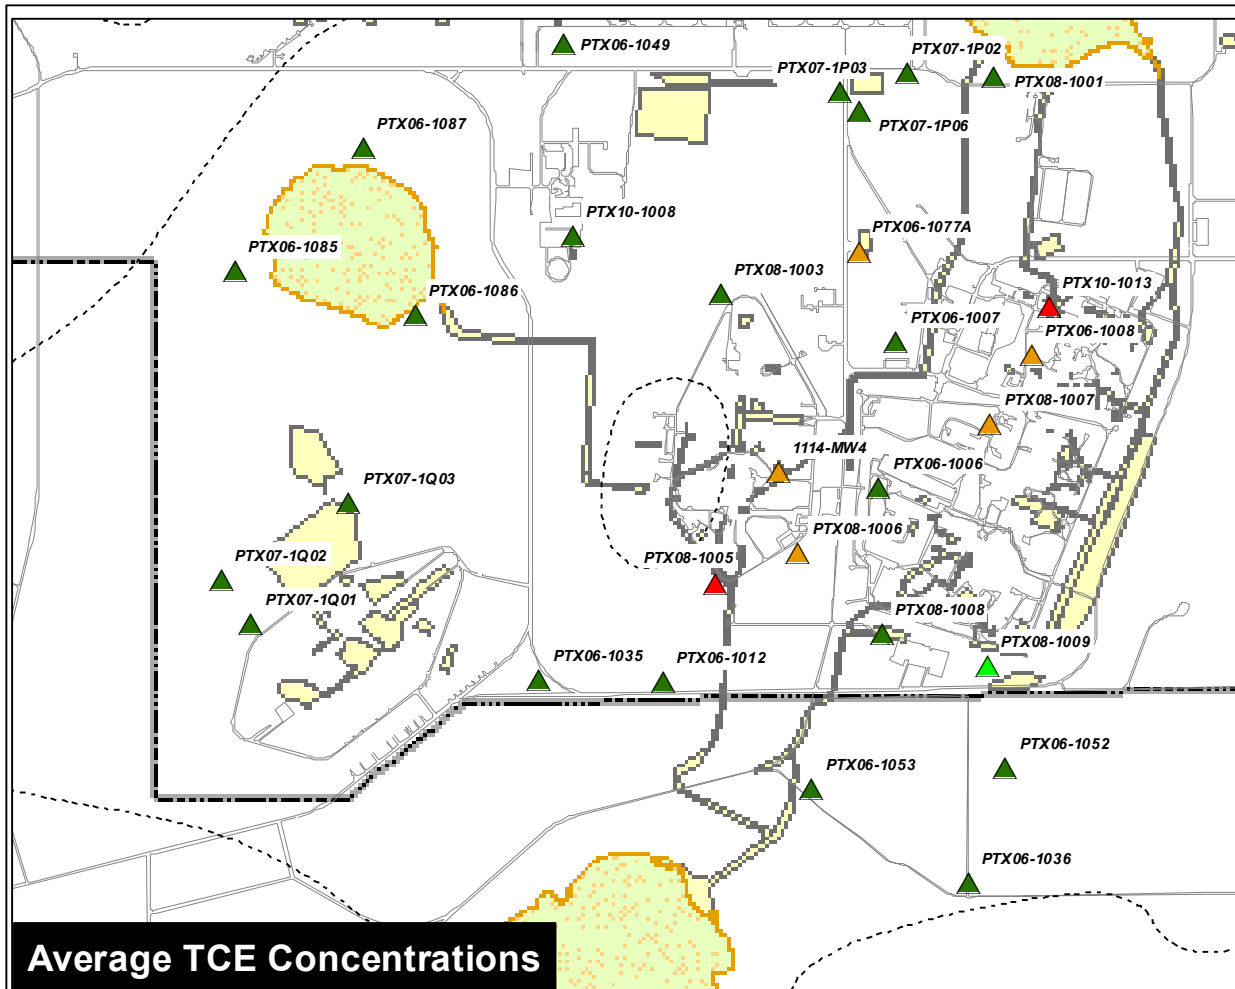 PTX06-1049
PTX07-1P02
PTX07-1P03
PTX08-1001
PTX06-1087
PTX07-1P06
PTX10-1008
PTX06-1077A
PTX06-1085
PTX08-1003
PTX10-1013
PTX06-1086
PTX06-1007
PTX06-1008
PTX08-1007
1114-MW4
PTX06-1006
PTX07-1Q03
PTX08-1006
PTX07-1Q02
PTX08-1005
PTX07-1Q01
PTX08-1008
PTX08-1009
PTX06-1035
PTX06-1012
PTX06-1052
PTX06-1053
PTX06-1036
Average TCE Concentrations